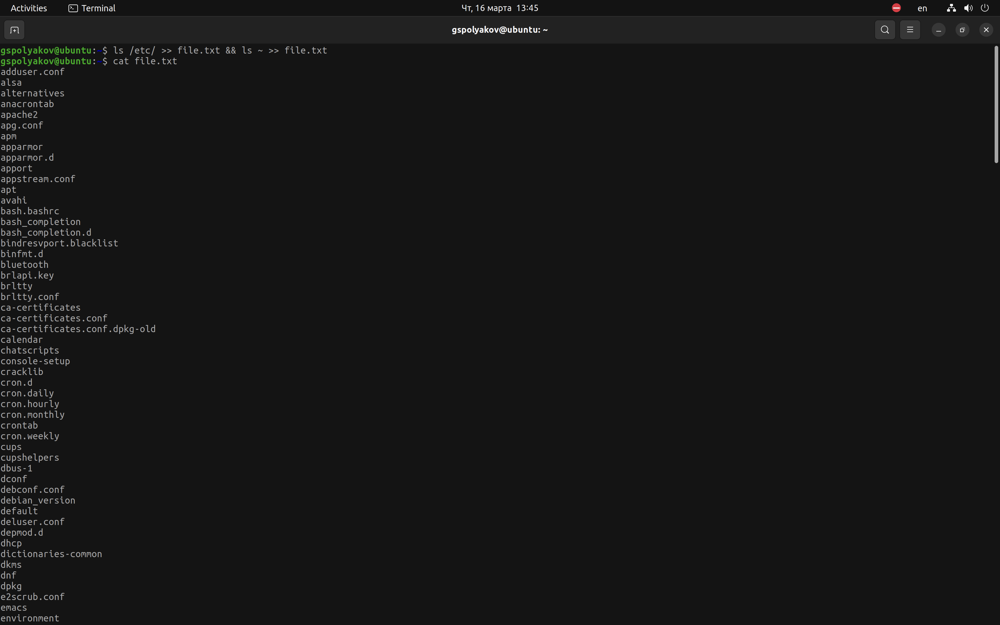 Activities Terminal Чт, 16 марта 13:45 en
gspolyakov@ubuntu: ~
gspolyakov@ubuntu:~$ ls /etc/ >> file.txt && ls ~ >> file.txt
gspolyakov@ubuntu:~$ cat file.txt
adduser.conf
alsa
alternatives
anacrontab
apache2
apg.conf
apm
apparmor
apparmor.d
apport
appstream.conf
apt
avahi
bash.bashrc
bash_completion
bash_completion.d
bindresvport.blacklist
binfmt.d
bluetooth
brlapi.key
brltty
brltty.conf
ca-certificates
ca-certificates.conf
ca-certificates.conf.dpkg-old
calendar
chatscripts
console-setup
cracklib
cron.d
cron.daily
cron.hourly
cron.monthly
crontab
cron.weekly
cups
cupshelpers
dbus-1
dconf
debconf.conf
debian_version
default
deluser.conf
depmod.d
dhcp
dictionaries-common
dkms
dnf
dpkg
e2scrub.conf
emacs
environment